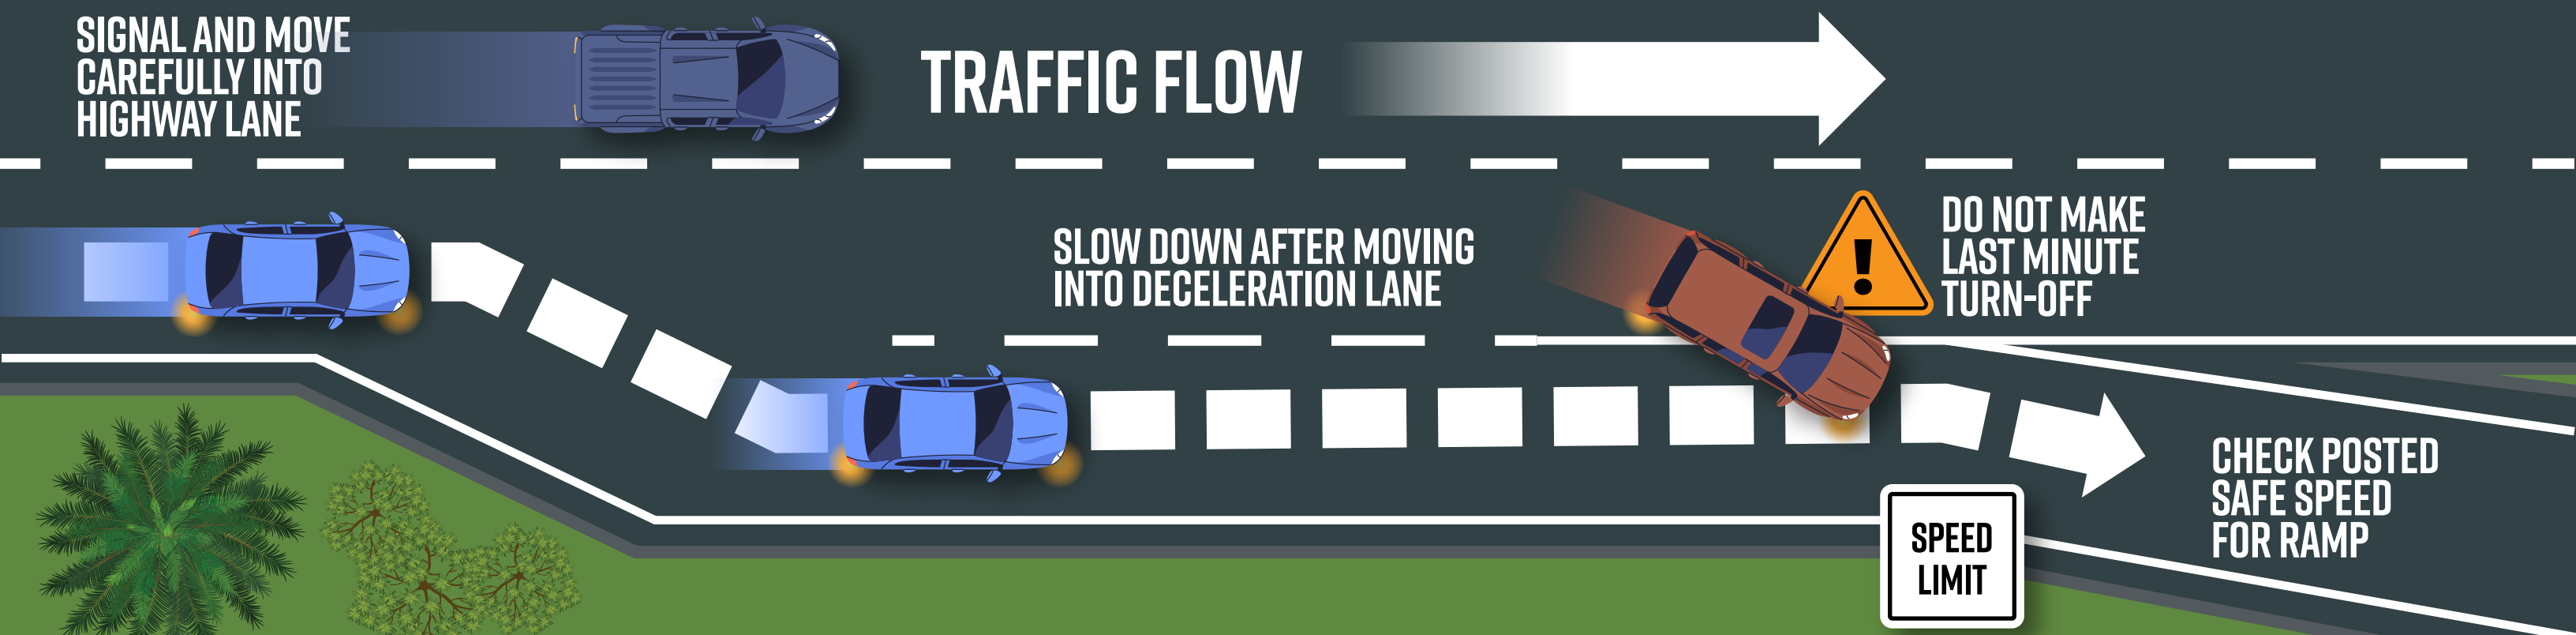 SIGNAL AND MOVE
CAREFULLY INTO
HIGHWAY LANE
TRAFFIC FLOW
SLOW DOWN AFTER MOVING
INTO DECELERATION LANE
!
DO NOT MAKE
LAST MINUTE
TURN-OFF
CHECK POSTED
SAFE SPEED
FOR RAMP
SPEED
LIMIT